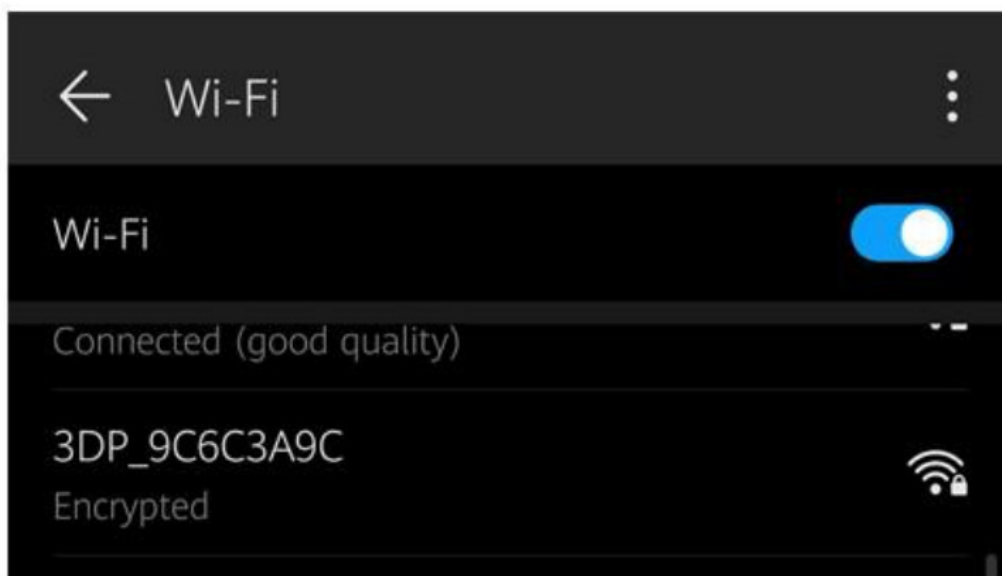 Wi-Fi
Wi-Fi
Connected (good quality)
3DP_9C6C3A9C
Encrypted